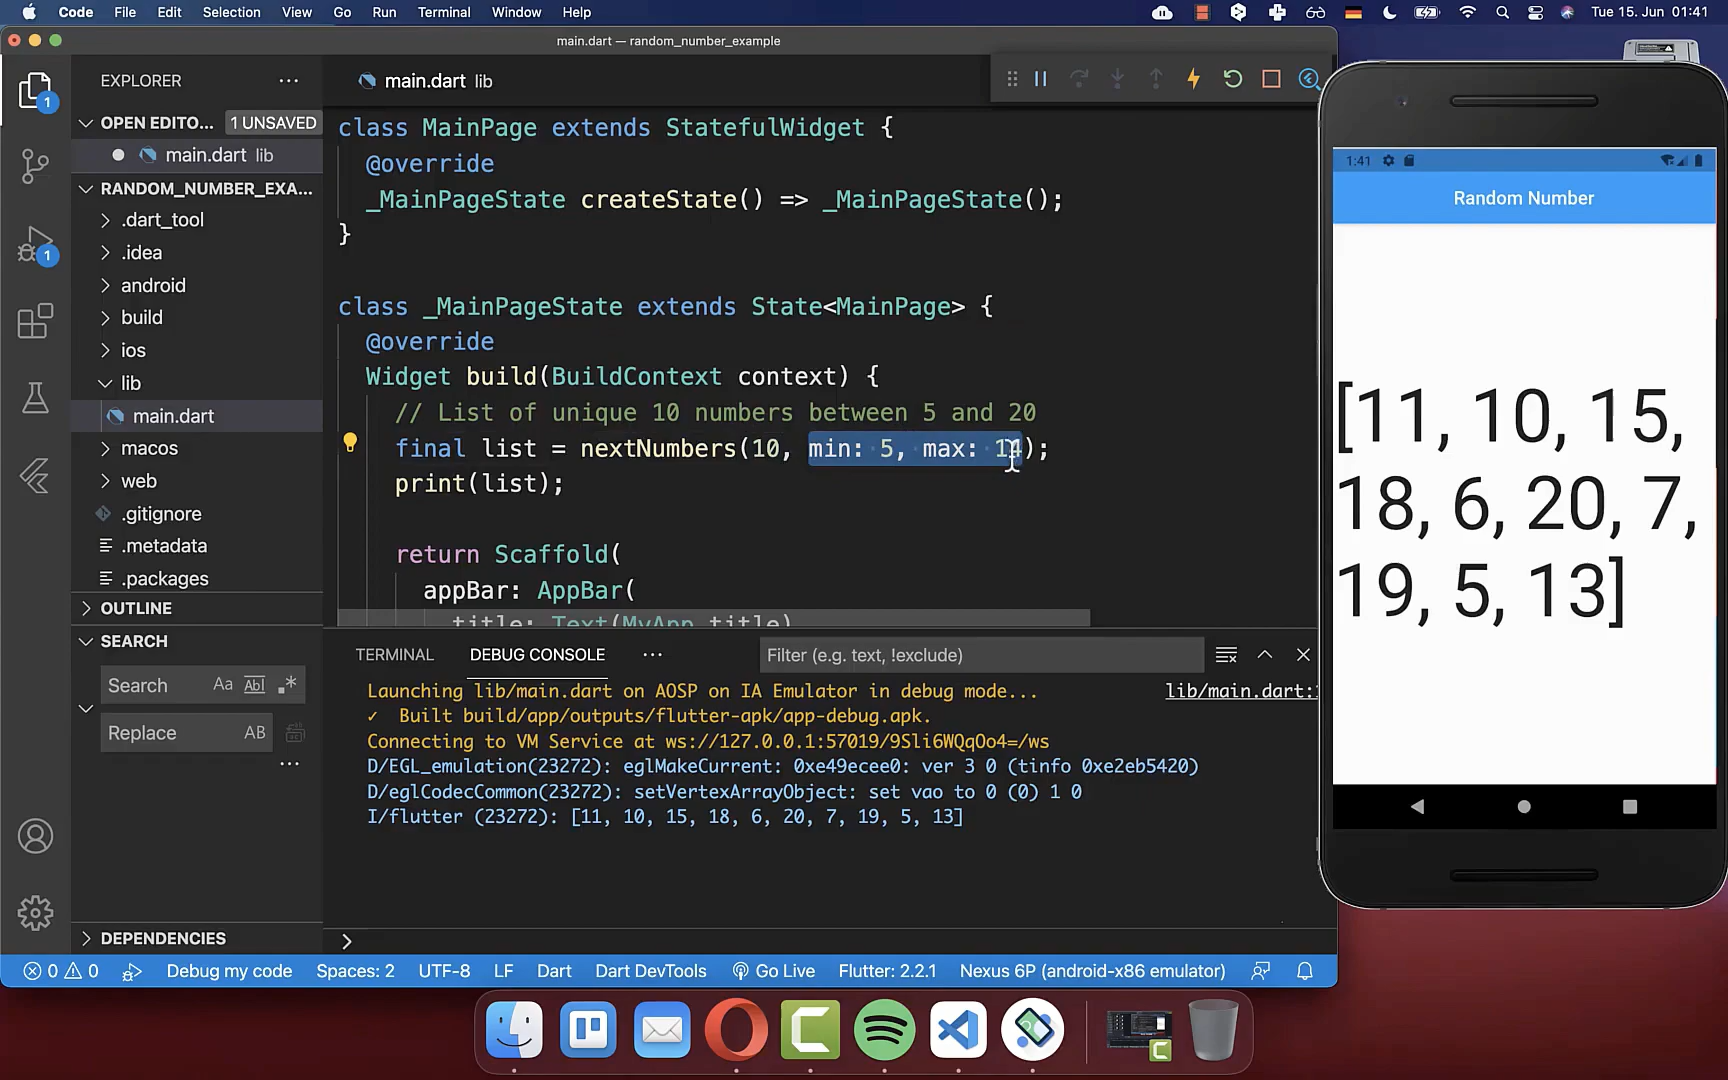 Code File Edit Selection View Go Run Terminal Window Help
Tue 15. Jun 01:41
main.dart — random_number_example
EXPLORER
OPEN EDITO... 1 UNSAVED
main.dart lib
RANDOM_NUMBER_EXA...
.dart_tool
.idea
android
build
ios
lib
main.dart
macos
web
.gitignore
.metadata
.packages
OUTLINE
SEARCH
Search Aa Abl .*
Replace AB
...
DEPENDENCIES
1
1
main.dart lib
class MainPage extends StatefulWidget {
@override
_MainPageState createState() => _MainPageState();
}
class _MainPageState extends State<MainPage> {
@override
Widget build(BuildContext context) {
// List of unique 10 numbers between 5 and 20
final list = nextNumbers(10, min: 5, max: 14);
print(list);
return Scaffold(
appBar: AppBar(
title: Text(MyApp.title)
TERMINAL DEBUG CONSOLE ... Filter (e.g. text, !exclude)
Launching lib/main.dart on AOSP on IA Emulator in debug mode... lib/main.dart:
✓ Built build/app/outputs/flutter-apk/app-debug.apk.
Connecting to VM Service at ws://127.0.0.1:57019/9Sli6WQqOo4=/ws
D/EGL_emulation(23272): eglMakeCurrent: 0xe49ecee0: ver 3 0 (tinfo 0xe2eb5420)
D/eglCodecCommon(23272): setVertexArrayObject: set vao to 0 (0) 1 0
I/flutter (23272): [11, 10, 15, 18, 6, 20, 7, 19, 5, 13]
0 0 Debug my code Spaces: 2 UTF-8 LF Dart Dart DevTools Go Live Flutter: 2.2.1 Nexus 6P (android-x86 emulator)
1:41
Random Number
[11, 10, 15,
18, 6, 20, 7,
19, 5, 13]